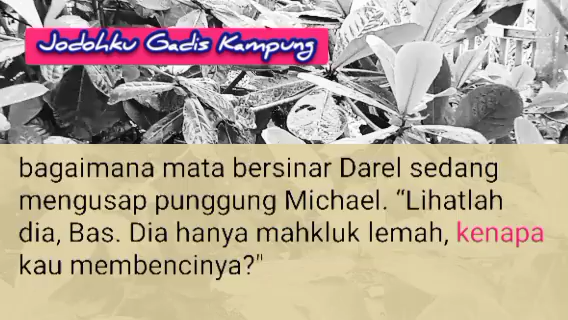 Jodohku Gadis Kampung
bagaimana mata bersinar Darel sedang
mengusap punggung Michael. “Lihatlah
dia, Bas. Dia hanya mahkluk lemah, kenapa
kau membencinya?"